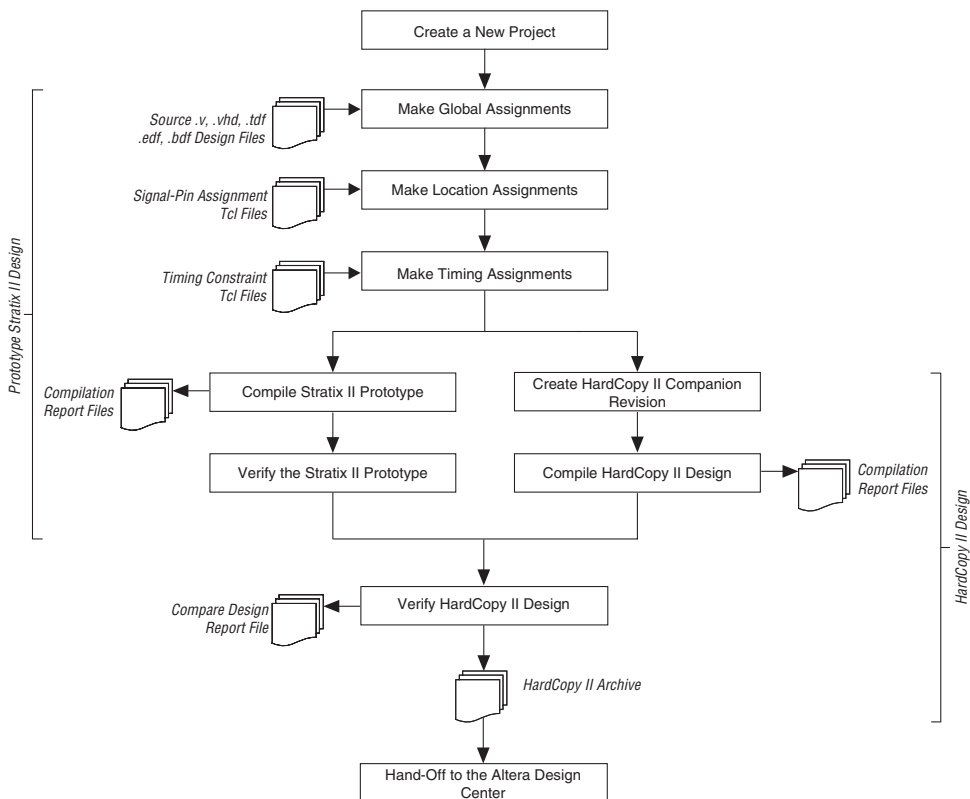 Create a New Project
Make Global Assignments
Source .v, .vhd, .tdf
.edf, .bdf Design Files
Make Location Assignments
Signal-Pin Assignment
Tcl Files
Make Timing Assignments
Timing Constraint
Tcl Files
Prototype Stratix II Design
Compile Stratix II Prototype
Compilation
Report Files
Create HardCopy II Companion
Revision
Verify the Stratix II Prototype
Compile HardCopy II Design
Compilation
Report Files
HardCopy II Design
Verify HardCopy II Design
Compare Design
Report File
HardCopy II Archive
Hand-Off to the Altera Design
Center